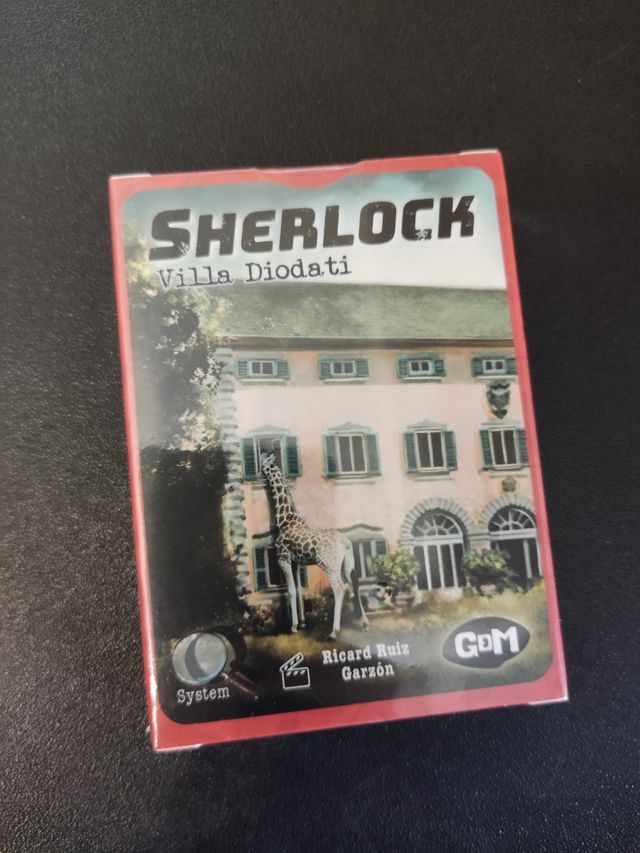 SHERLOCK
Villa Diodati
System
Ricard Ruiz
Garzón
GDM